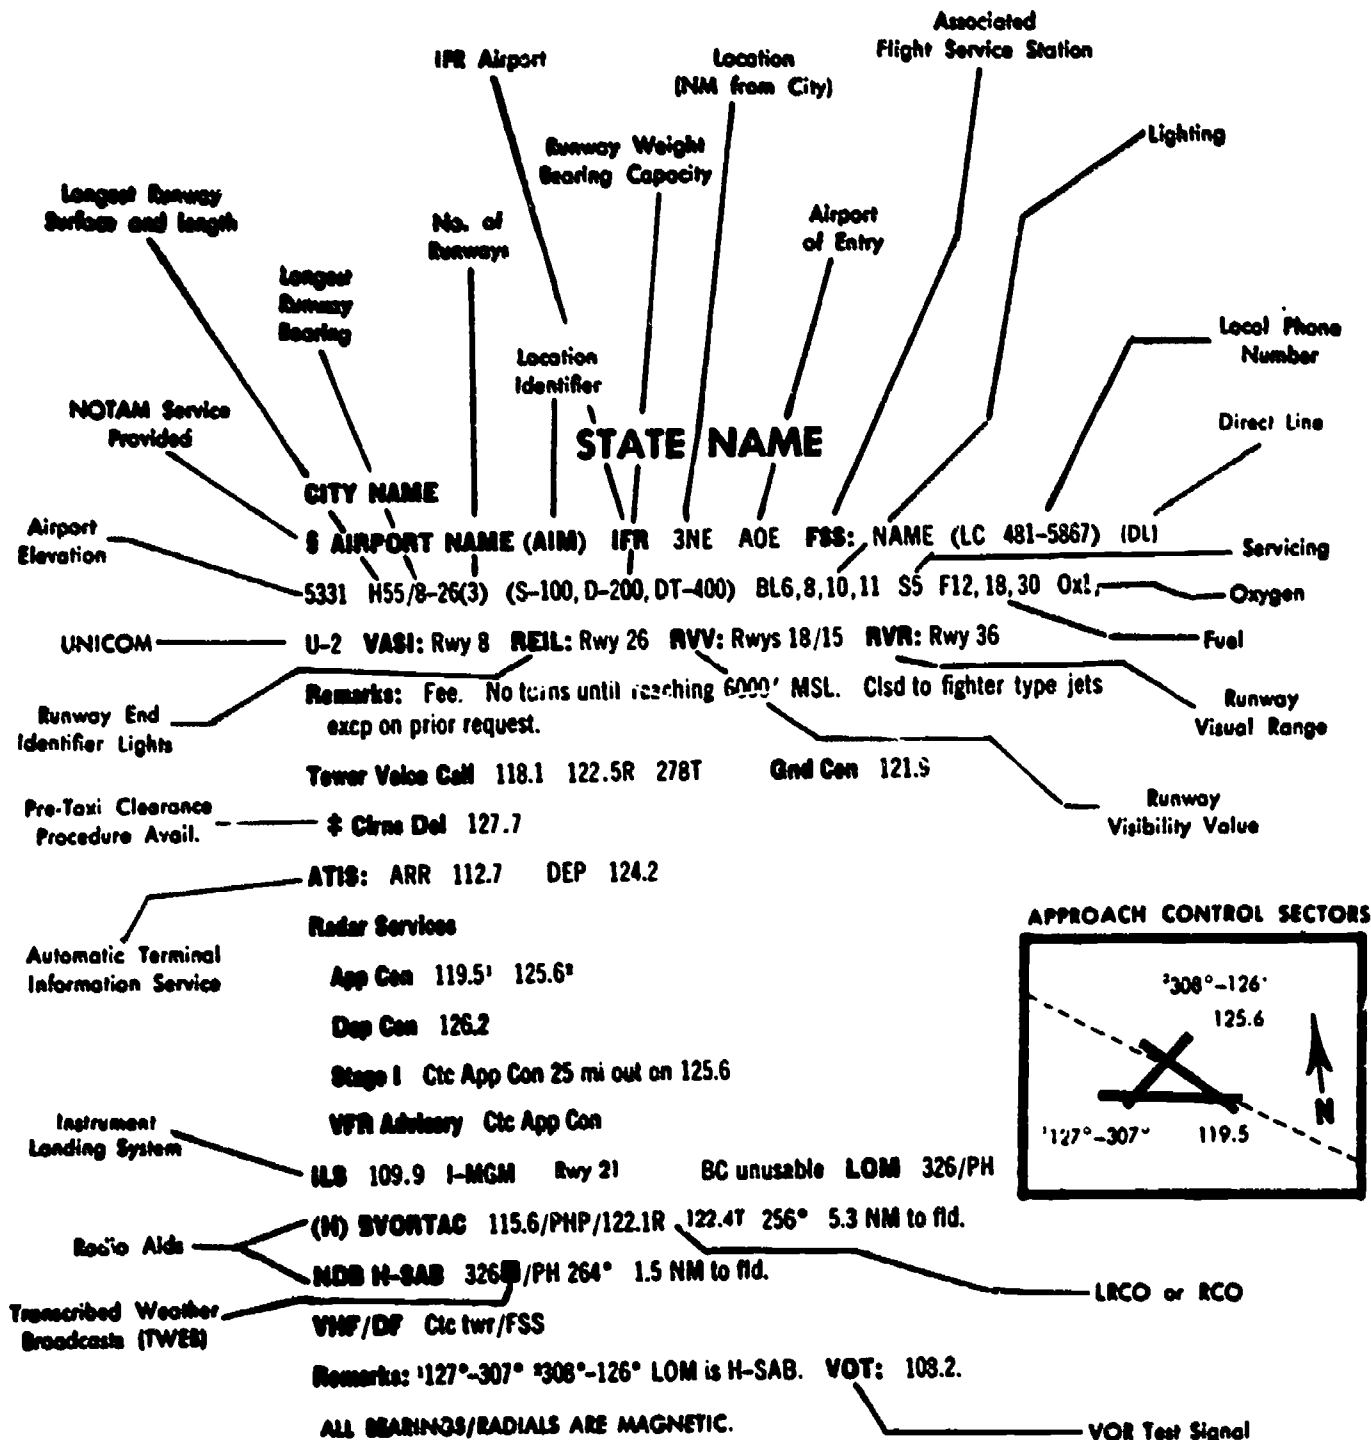 Associated
Flight Service Station
IFR Airport
Location
(NM from City)
Lighting
Runway Weight
Bearing Capacity
Longest Runway
Surface and length
No. of
Runways
Airport
of Entry
Longest
Runway
Bearing
Local Phone
Number
Location
Identifier
NOTAM Service
Provided
Direct Line
STATE NAME
CITY NAME
Airport
Elevation
§ AIRPORT NAME (AIM) IFR 3NE AOE FSS: NAME (LC 481-5867) (DL)
Servicing
5331 H55/8-26(3) (S-100, D-200, DT-400) BL6,8,10,11 S5 F12,18,30 Ox1,
Oxygen
UNICOM
U-2 VASI: Rwy 8 REIL: Rwy 26 RVV: Rwys 18/15 RVR: Rwy 36
Fuel
Remarks: Fee. No turns until reaching 6000' MSL. Clsd to fighter type jets
excp on prior request.
Runway End
Identifier Lights
Runway
Visual Range
Tower Voice Call 118.1 122.5R 278T Gnd Con 121.9
Pre-Taxi Clearance
Procedure Avail.
Runway
Visibility Value
‡ Clrnc Del 127.7
ATIS: ARR 112.7 DEP 124.2
Automatic Terminal
Information Service
Radar Services
App Con 119.5¹ 125.6²
Dep Con 126.2
Stage I Ctc App Con 25 mi out on 125.6
VFR Advisory Ctc App Con
APPROACH CONTROL SECTORS
²308°-126°
125.6
N
¹127°-307° 119.5
Instrument
Landing System
ILS 109.9 I-MGM Rwy 21 BC unusable LOM 326/PH
Radio Aids
(H) BVORTAC 115.6/PHP/122.1R 122.4T 256° 5.3 NM to fld.
NDB H-SAB 326/PH 264° 1.5 NM to fld.
LRCO or RCO
Transcribed Weather
Broadcasts (TWEB)
VHF/DF Ctc twr/FSS
Remarks: ¹127°-307° ²308°-126° LOM is H-SAB. VOT: 108.2.
ALL BEARINGS/RADIALS ARE MAGNETIC.
VOR Test Signal